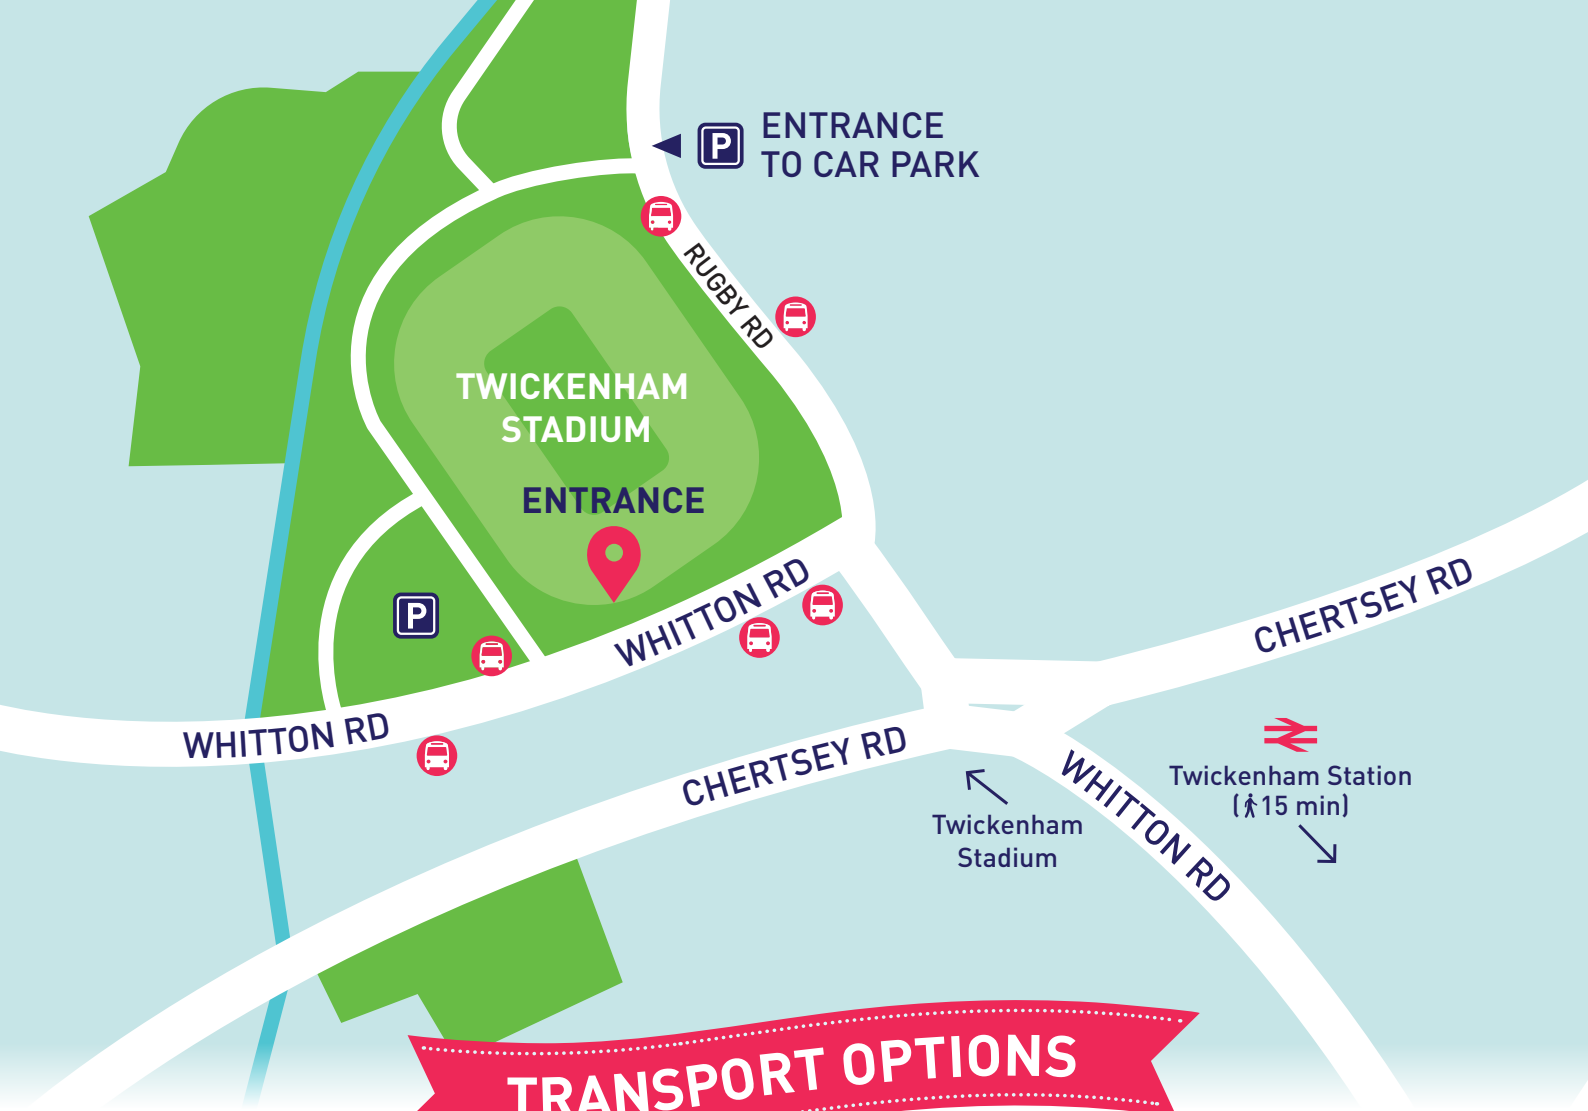 P
ENTRANCE
TO CAR PARK
RUGBY RD
TWICKENHAM
STADIUM
ENTRANCE
WHITTON RD
CHERTSEY RD
P
WHITTON RD
CHERTSEY RD
WHITTON RD
Twickenham Station
(15 min)
Twickenham
Stadium
TRANSPORT OPTIONS